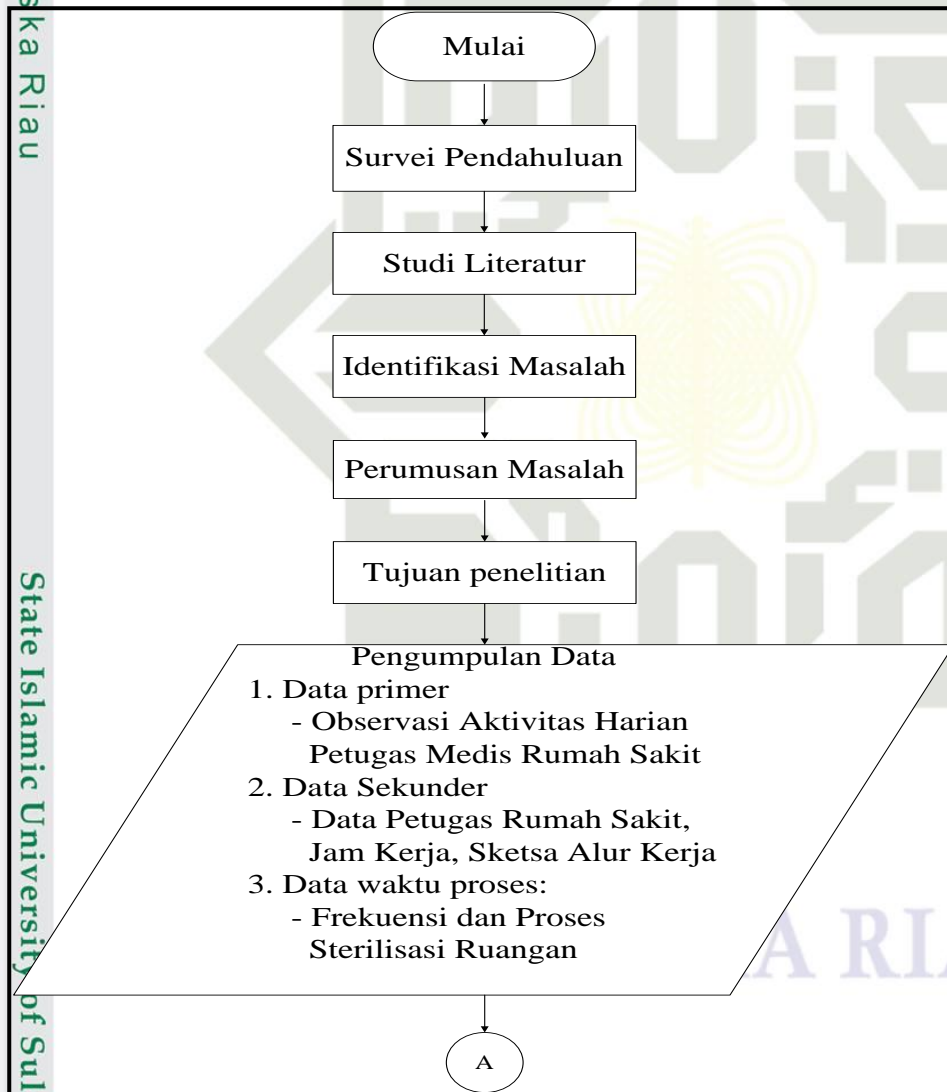 ska Riau
State Islamic University of Sul
Mulai
Survei Pendahuluan
Studi Literatur
Identifikasi Masalah
Perumusan Masalah
Tujuan penelitian
Pengumpulan Data
1. Data primer
- Observasi Aktivitas Harian
Petugas Medis Rumah Sakit
2. Data Sekunder
- Data Petugas Rumah Sakit,
Jam Kerja, Sketsa Alur Kerja
3. Data waktu proses:
- Frekuensi dan Proses
Sterilisasi Ruangan
A RIA
A